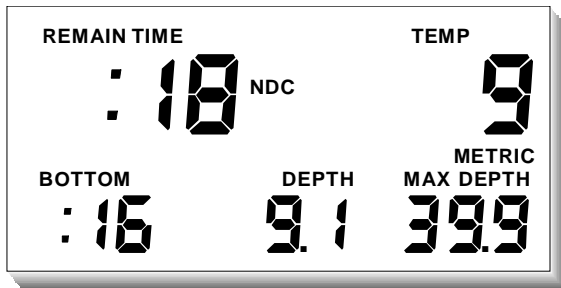 REMAIN TIME TEMP
:18 NDC 9
METRIC
BOTTOM DEPTH MAX DEPTH
:16 9.1 39.9